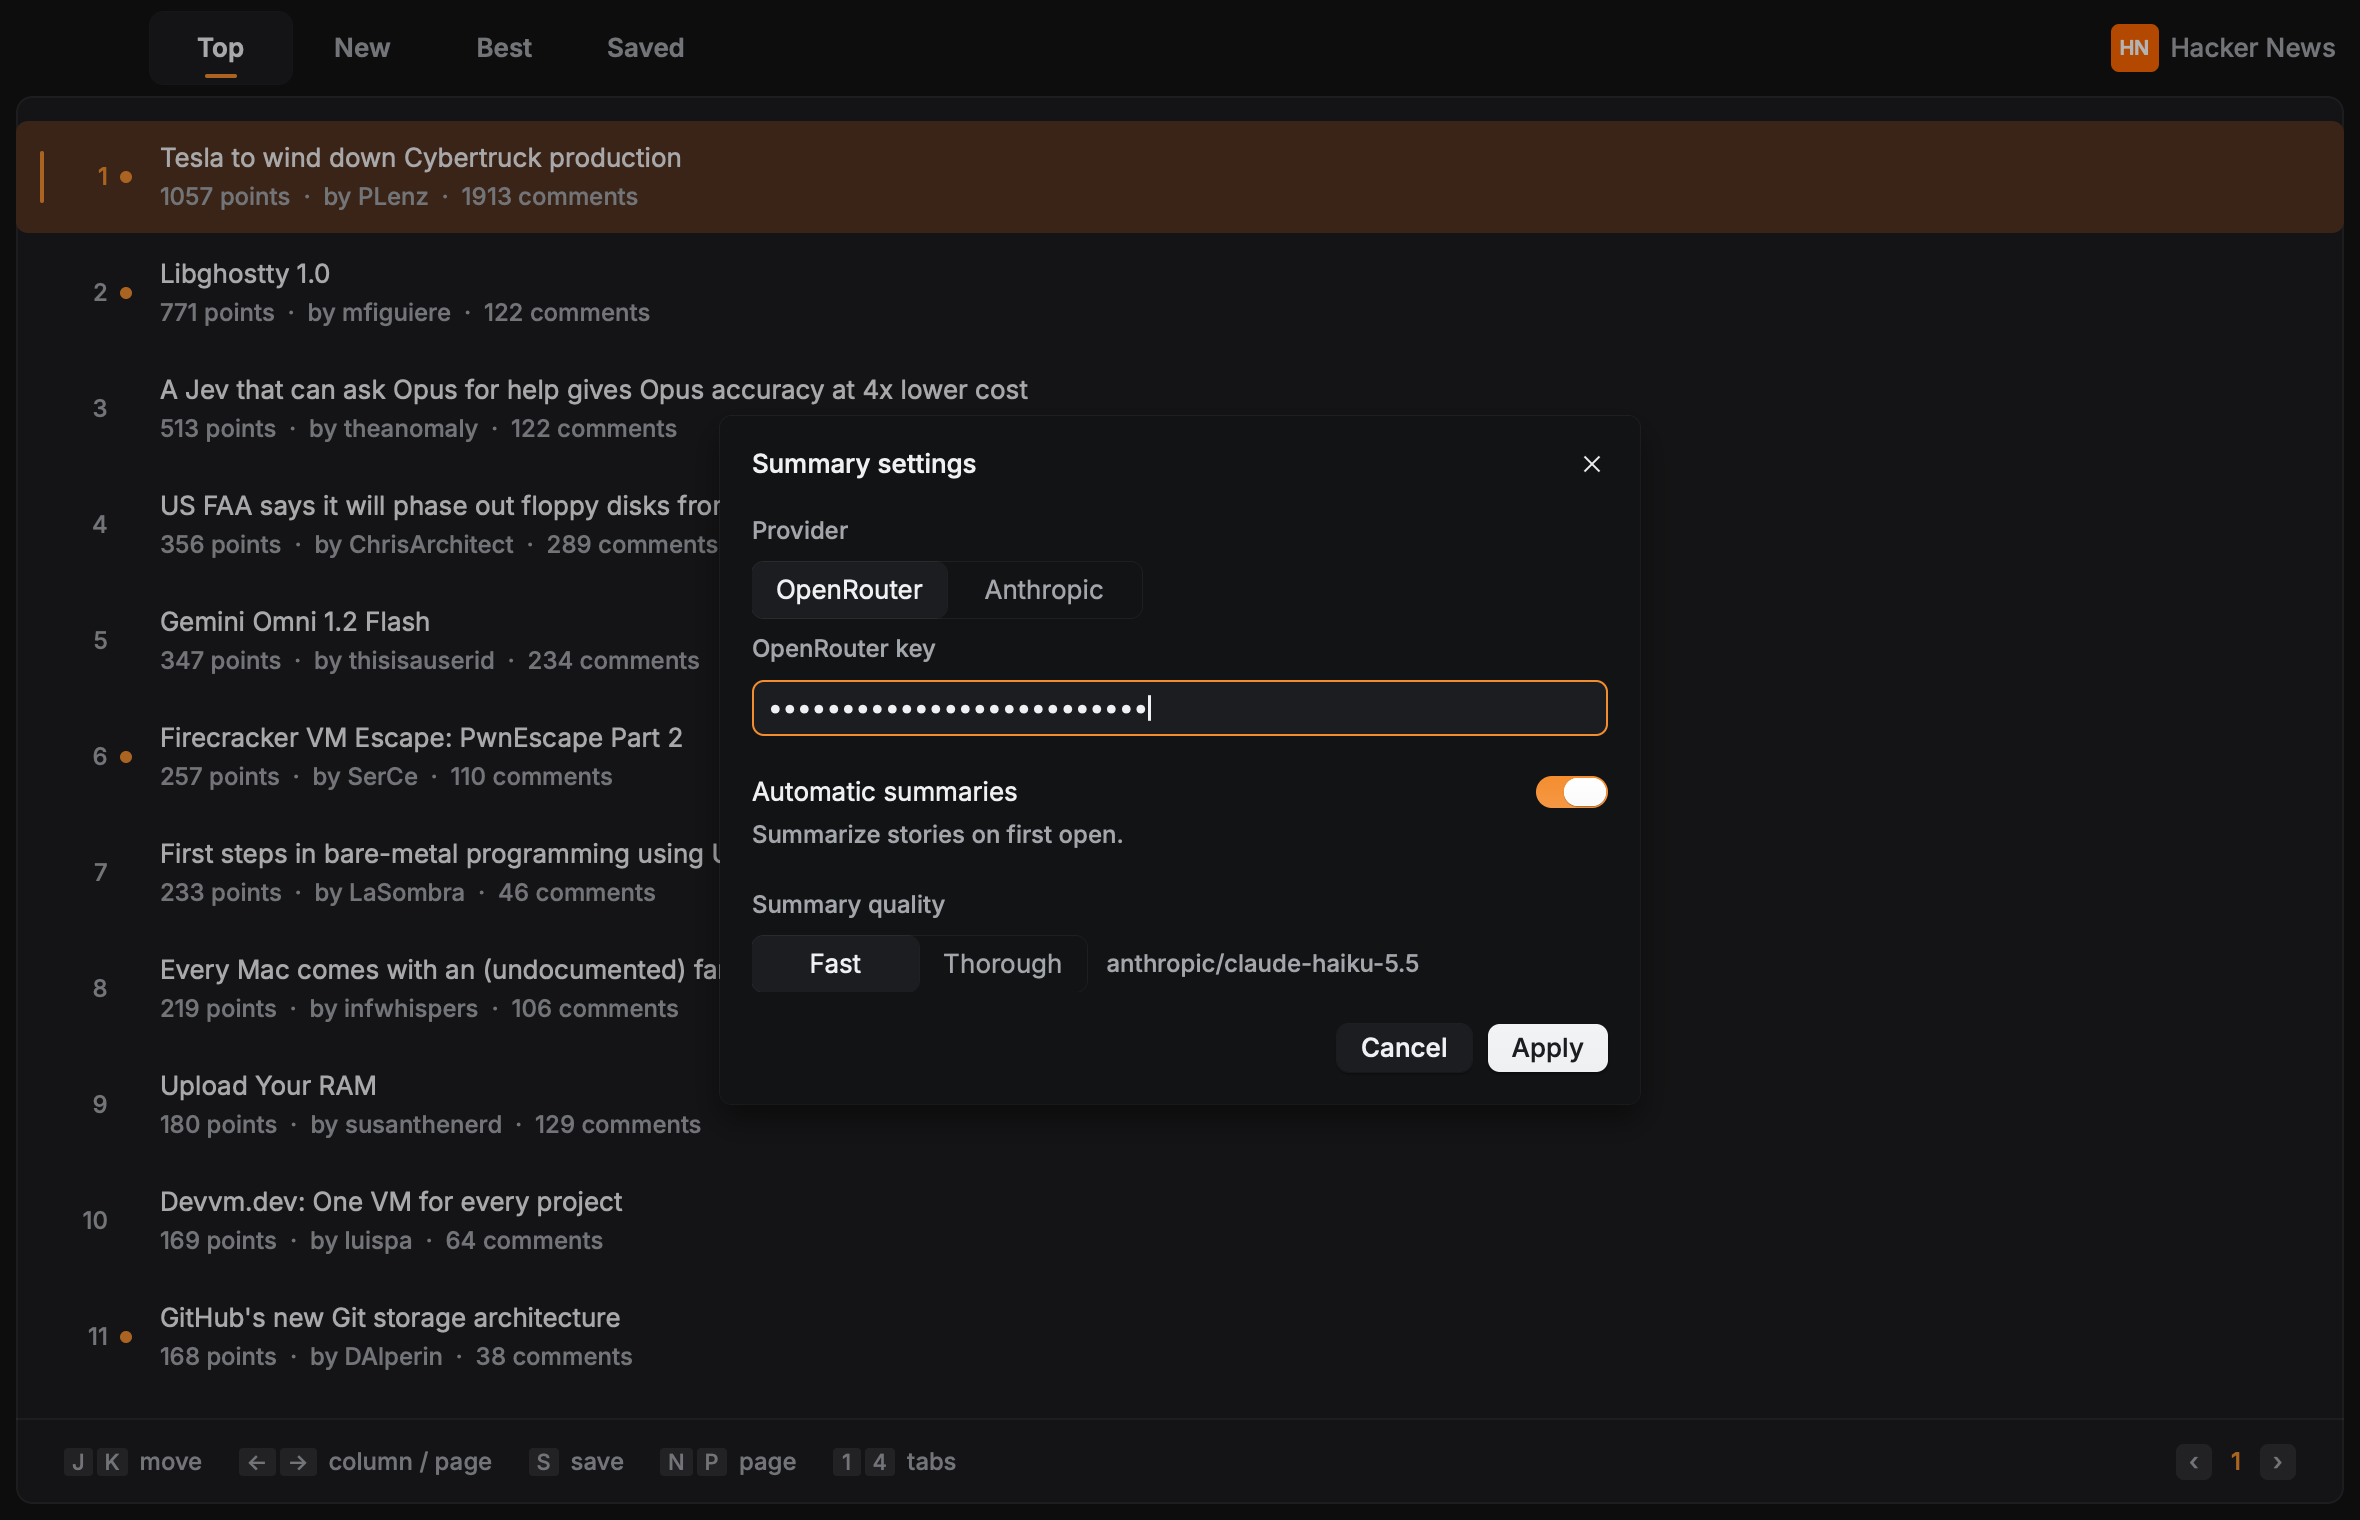 Top New Best Saved
HN Hacker News
1 Tesla to wind down Cybertruck production
1057 points · by PLenz · 1913 comments
2 Libghostty 1.0
771 points · by mfiguiere · 122 comments
3 A Jev that can ask Opus for help gives Opus accuracy at 4x lower cost
513 points · by theanomaly · 122 comments
4 US FAA says it will phase out floppy disks
356 points · by ChrisArchitect · 289 comments
5 Gemini Omni 1.2 Flash
347 points · by thisisauserid · 234 comments
6 Firecracker VM Escape: PwnEscape Part 2
257 points · by SerCe · 110 comments
7 First steps in bare-metal programming using
233 points · by LaSombra · 46 comments
8 Every Mac comes with an (undocumented)
219 points · by infwhispers · 106 comments
9 Upload Your RAM
180 points · by susanthenerd · 129 comments
10 Devvm.dev: One VM for every project
169 points · by luispa · 64 comments
11 GitHub's new Git storage architecture
168 points · by DAlperin · 38 comments
Summary settings
Provider
OpenRouter Anthropic
OpenRouter key
••••••••••••••••••••••••••
Automatic summaries
Summarize stories on first open.
Summary quality
Fast Thorough anthropic/claude-haiku-5.5
Cancel Apply
J K move ← → column / page S save N P page 1 4 tabs
‹ 1 ›